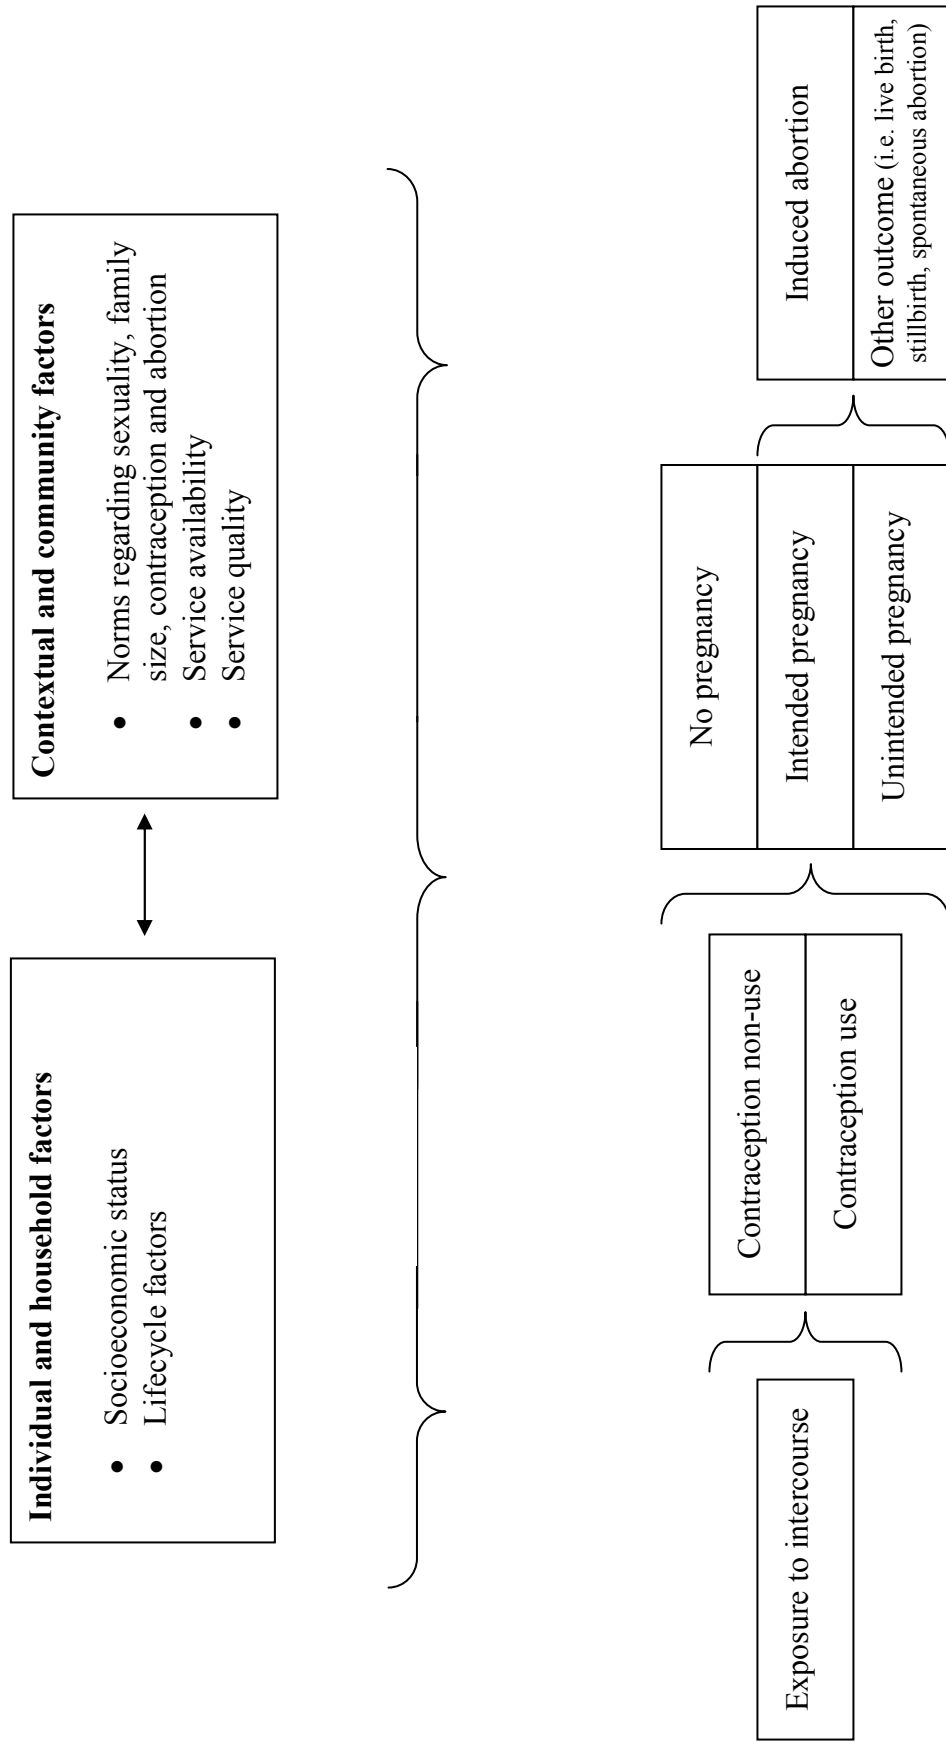 Individual and household factors
• Socioeconomic status
• Lifecycle factors
Contextual and community factors
• Norms regarding sexuality, family
size, contraception and abortion
• Service availability
• Service quality
Exposure to intercourse
Contraception non-use
Contraception use
No pregnancy
Intended pregnancy
Unintended pregnancy
Induced abortion
Other outcome (i.e. live birth,
stillbirth, spontaneous abortion)